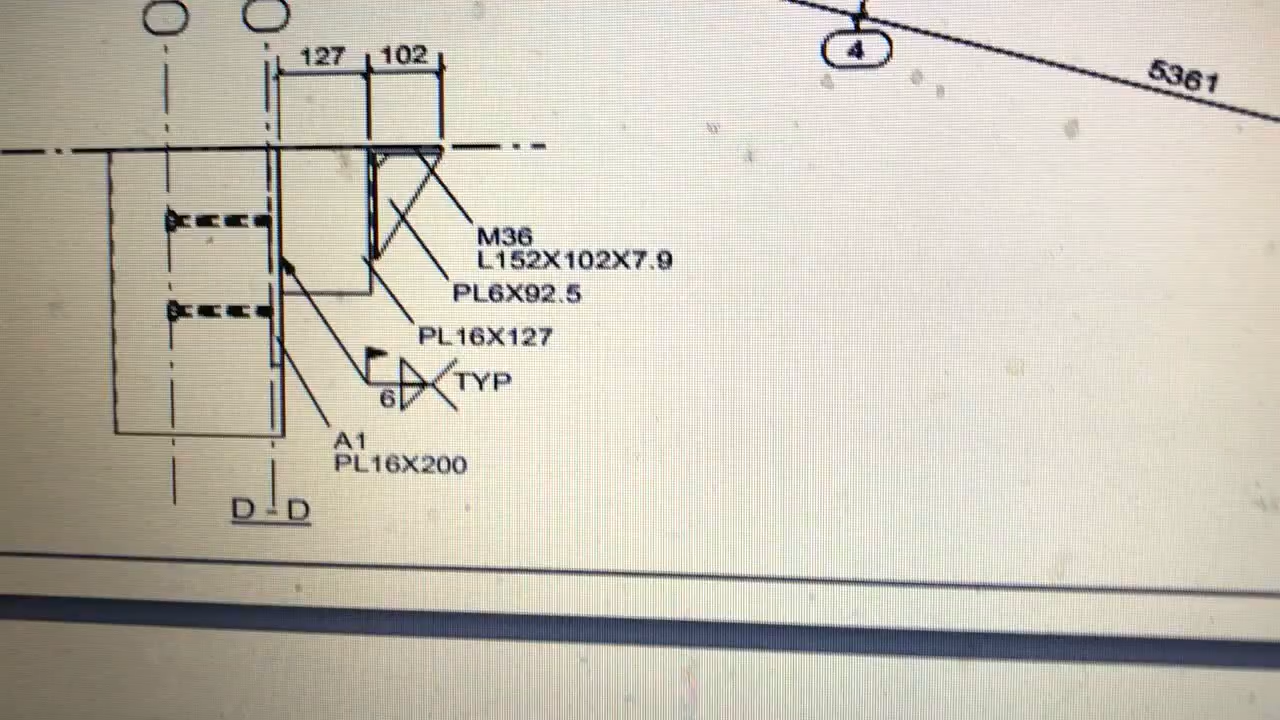 127
102
4
5361
M36
L152X102X7.9
PL6X92.5
PL16X127
6
TYP
A1
PL16X200
D - D